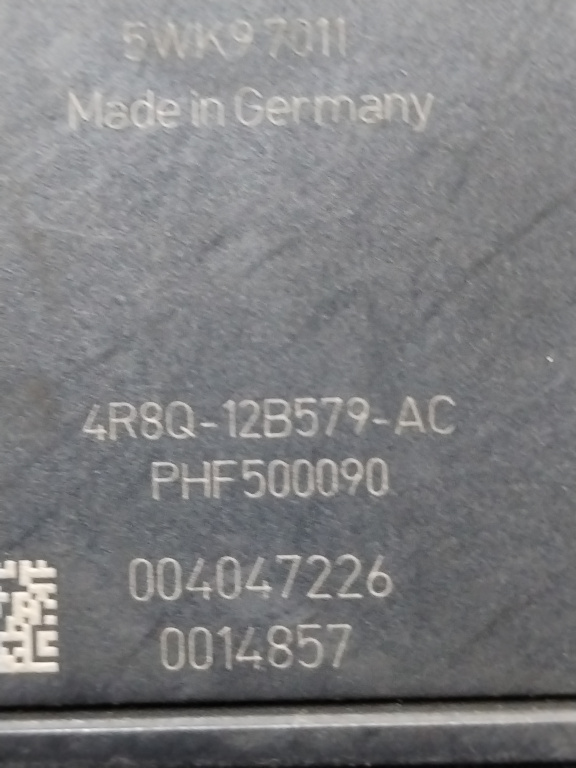 5WK9 7011
Made in Germany
4R8Q-12B579-AC
PHF500090
004047226
0014857